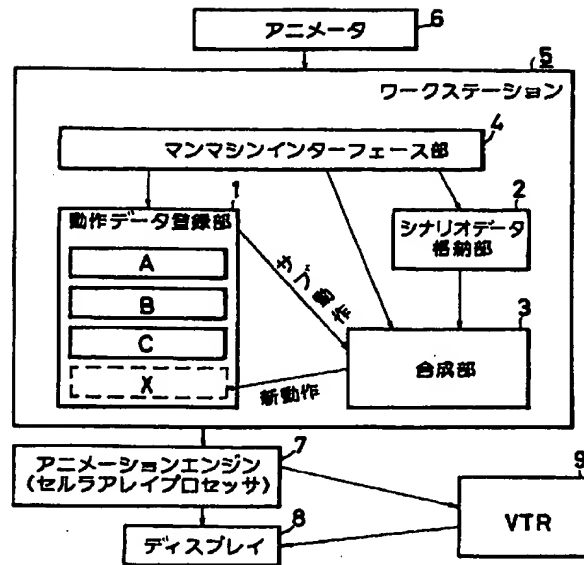 アニメータ
6
5
ワークステーション
4
マンマシンインターフェース部
1
動作データ登録部
A
B
C
X
2
シナリオデータ
格納部
サブ動作
3
合成部
新動作
7
アニメーションエンジン
(セルラアレイプロセッサ)
8
ディスプレイ
9
VTR